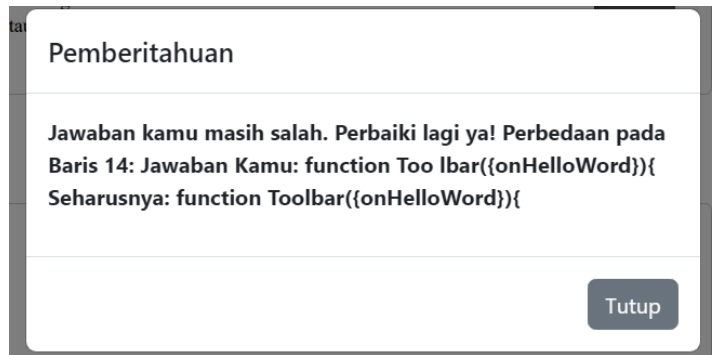 Pemberitahuan
Jawaban kamu masih salah. Perbaiki lagi ya! Perbedaan pada
Baris 14: Jawaban Kamu: function Too lbar({onHelloWord}){
Seharusnya: function Toolbar({onHelloWord}){
Tutup